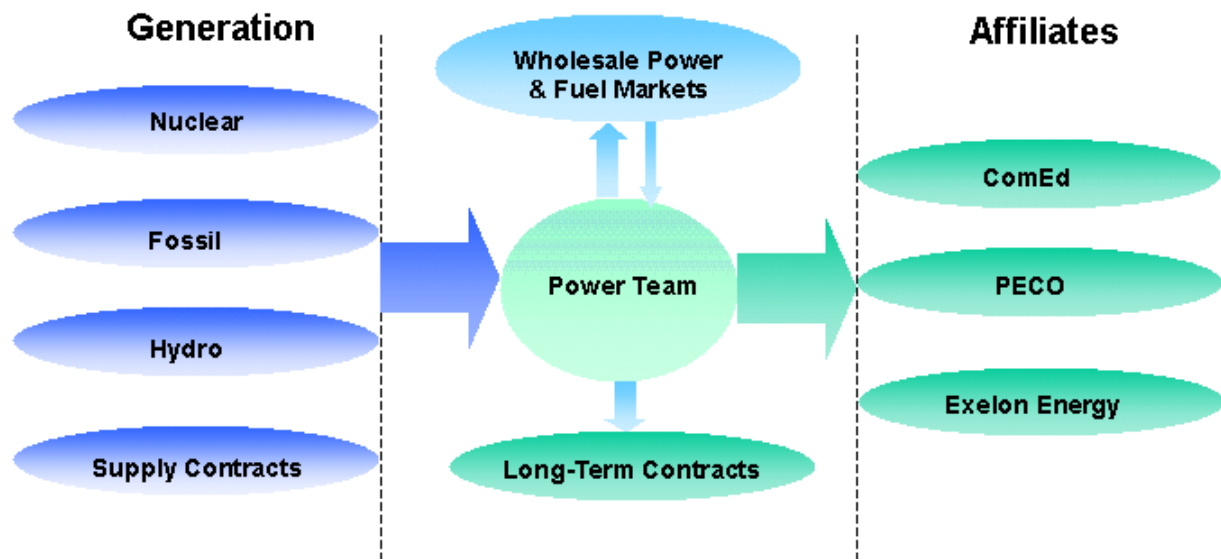 Generation
Nuclear
Fossil
Hydro
Supply Contracts
Wholesale Power
& Fuel Markets
Power Team
Long-Term Contracts
Affiliates
ComEd
PECO
Exelon Energy